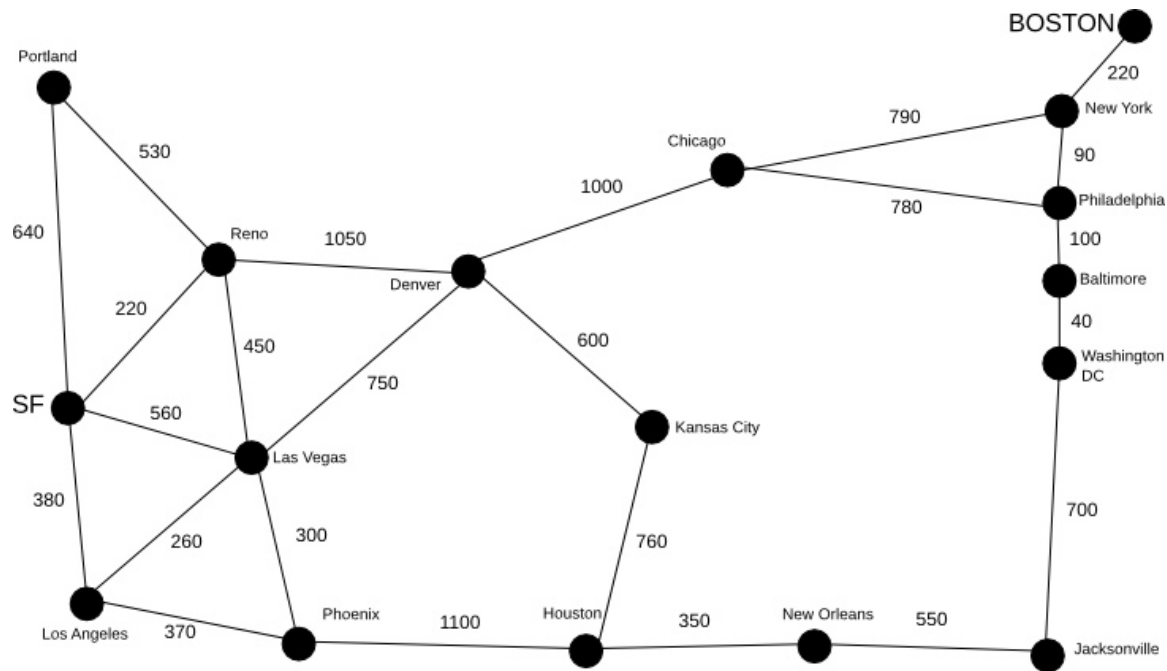 BOSTON
Portland
220
New York
790
Chicago
530
90
1000
Philadelphia
780
640
Reno
1050
100
Denver
Baltimore
220
40
600
450
Washington
DC
750
SF
560
Kansas City
Las Vegas
380
700
300
260
760
Phoenix
Houston
New Orleans
1100
350
550
Los Angeles
370
Jacksonville